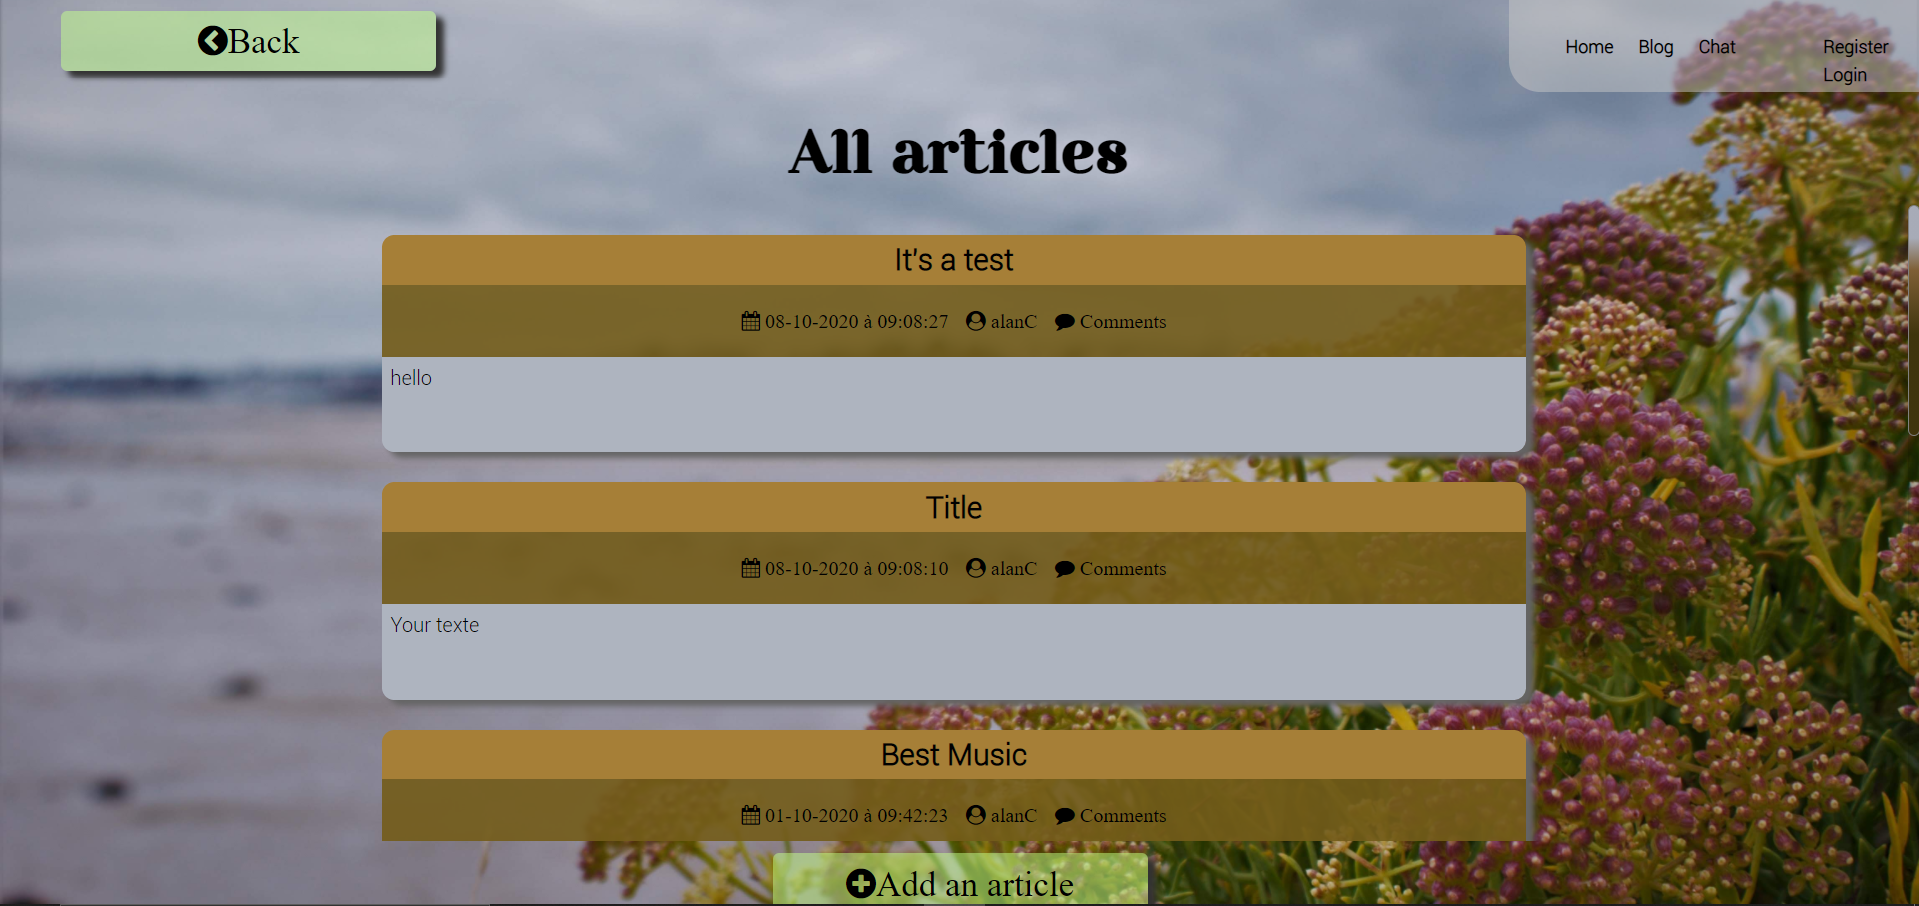 Back
Home Blog Chat Register
Login
All articles
It's a test
08-10-2020 à 09:08:27 alanC Comments
hello
Title
08-10-2020 à 09:08:10 alanC Comments
Your texte
Best Music
01-10-2020 à 09:42:23 alanC Comments
Add an article